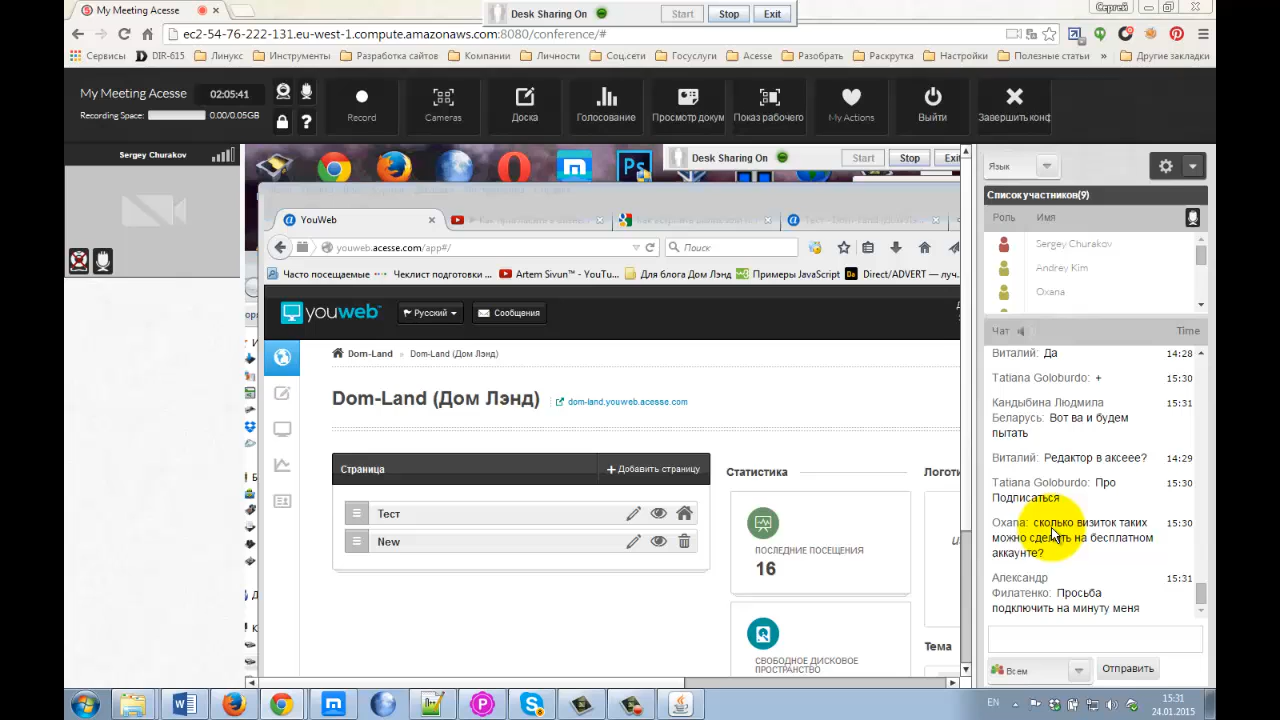 My Meeting Acesse
Desk Sharing On
Start
Stop
Exit
Сергей
ec2-54-76-222-131.eu-west-1.compute.amazonaws.com:8080/conference/#
Сервисы
DIR-615
Линукс
Инструменты
Разработка сайтов
Компании
Личности
Соц.сети
Госуслуги
Acesse
Разобрать
Раскрутка
Настройки
Полезные статьи
»
Другие закладки
My Meeting Acesse
02:05:41
Recording Space:
0.00/0.05GB
Record
Cameras
Доска
Голосование
Просмотр докум
Показ рабочего
My Actions
Выйти
Завершить конф
Sergey Churakov
Desk Sharing On
Start
Stop
Exit
YouWeb
youweb.acesse.com/app#/
Поиск
Часто посещаемые
Чеклист подготовки ...
Artem Sivun™ - YouTu...
Для блога Дом Лэнд
Примеры JavaScript
Direct/ADVERT — луч...
youweb
Русский
Сообщения
Dom-Land
»
Dom-Land (Дом Лэнд)
Dom-Land (Дом Лэнд)
dom-land.youweb.acesse.com
Страница
Добавить страницу
Тест
New
Статистика
ПОСЛЕДНИЕ ПОСЕЩЕНИЯ
16
СВОБОДНОЕ ДИСКОВОЕ
ПРОСТРАНСТВО
Логоти
Тема
Язык
Список участников(9)
Роль
Имя
Sergey Churakov
Andrey Kim
Oxana
Чат
Time
Виталий: Да 14:28
Tatiana Goloburdo: + 15:30
Кандыбина Людмила 15:31
Беларусь: Вот ва и будем
пытать
Виталий: Редактор в аксеее? 14:29
Tatiana Goloburdo: Про 15:30
Подписаться
Oxana: сколько визиток таких 15:30
можно сделать на бесплатном
аккаунте?
Александр 15:31
Филатенко: Просьба
подключить на минуту меня
Всем
Отправить
EN
15:31
24.01.2015